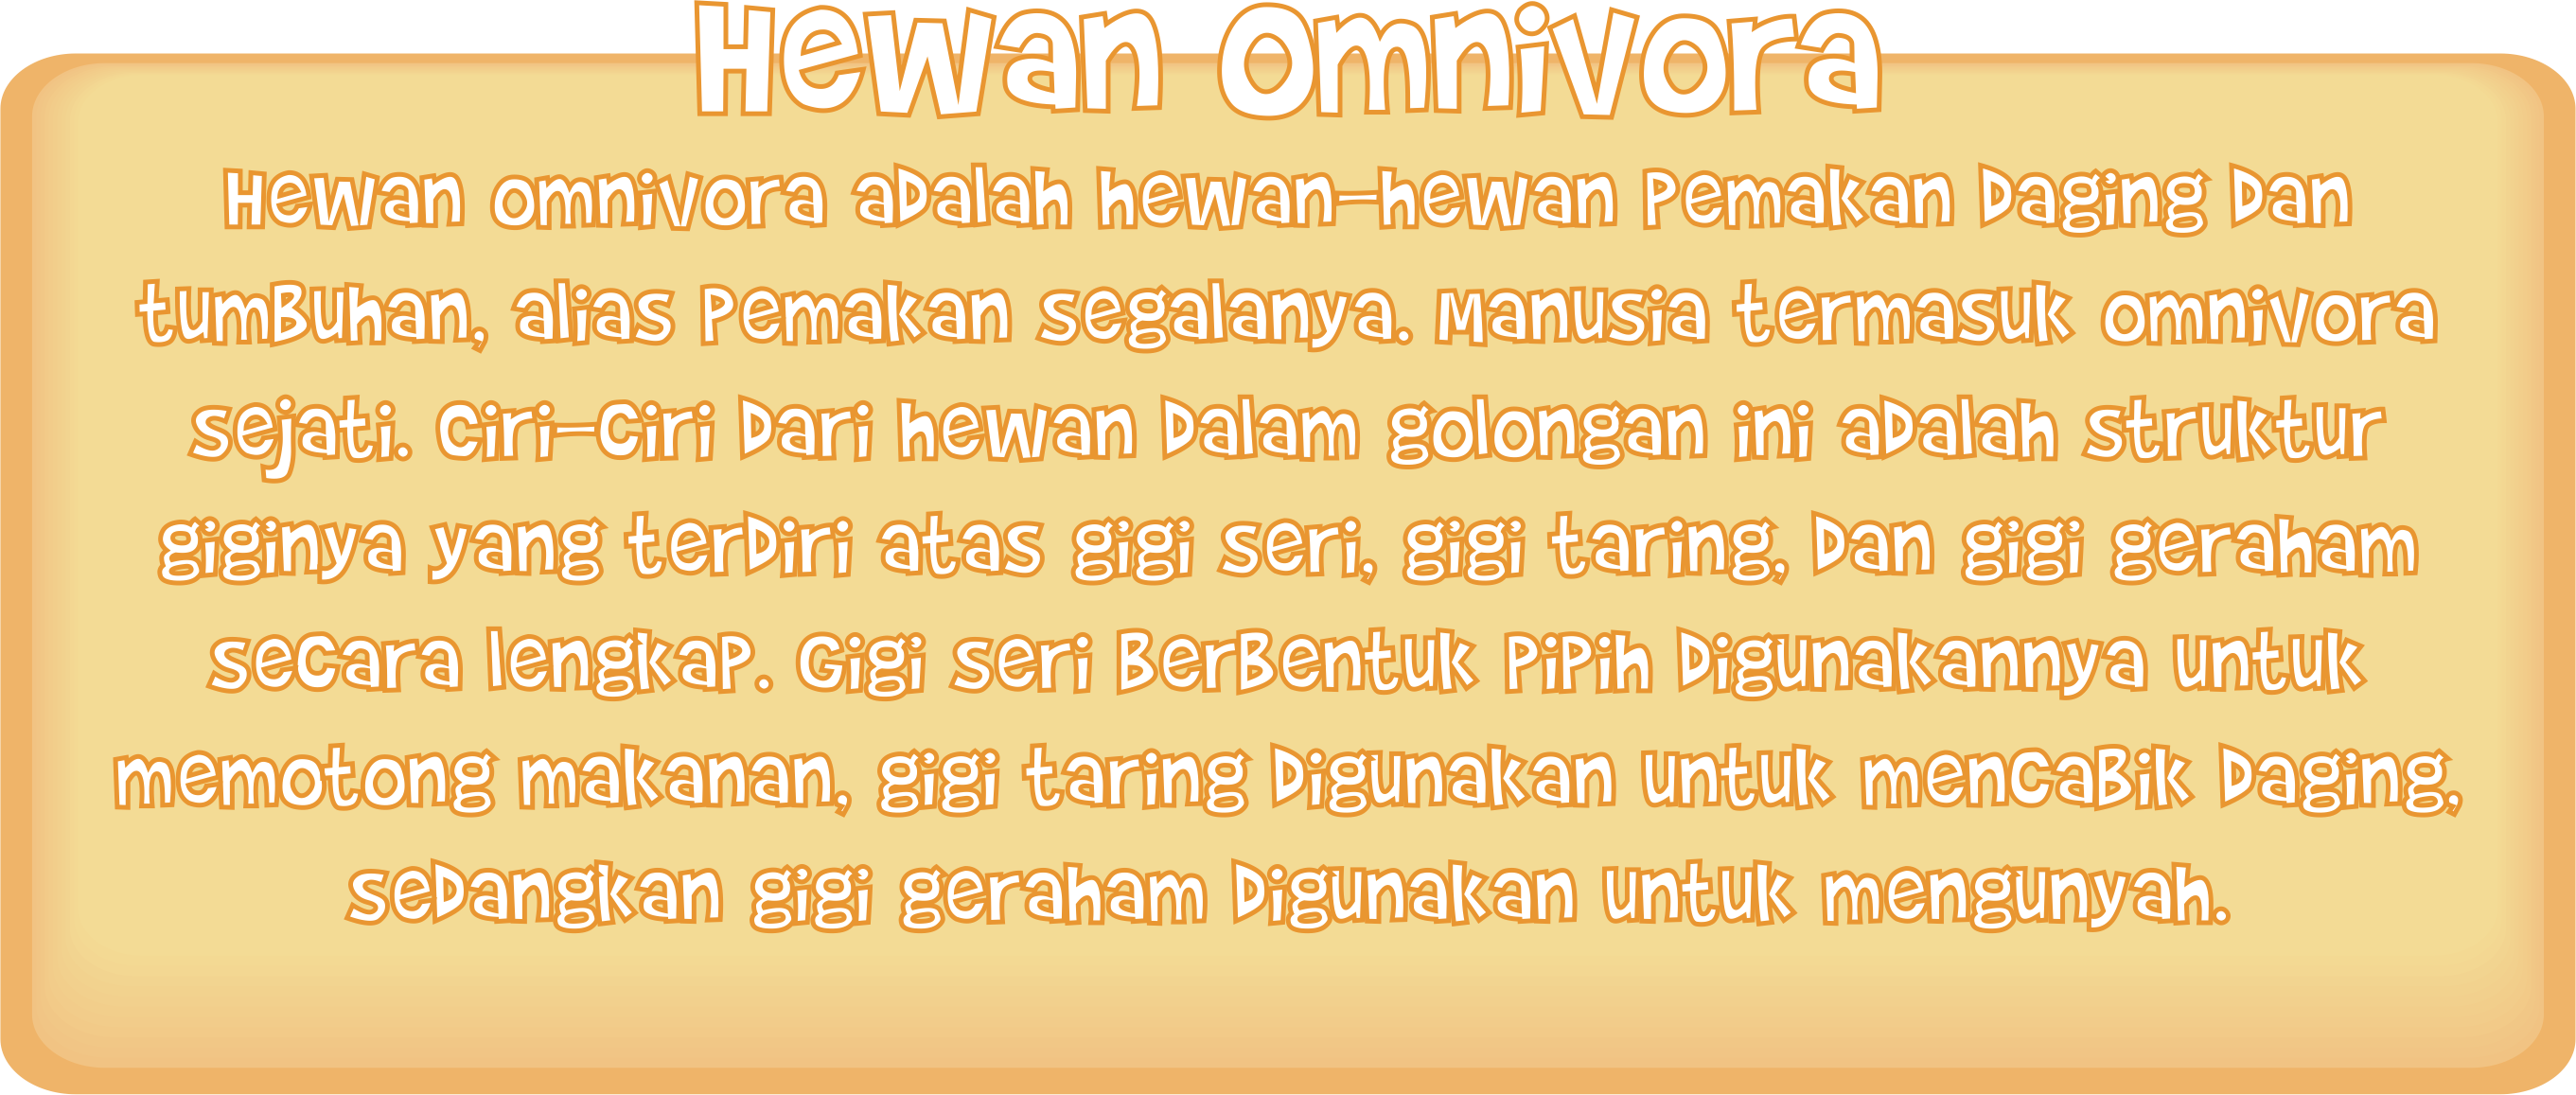 Hewan Omnivora
Hewan omnivora adalah hewan-hewan pemakan daging dan
tumbuhan, alias pemakan segalanya. Manusia termasuk omnivora
sejati. Ciri-ciri dari hewan dalam golongan ini adalah struktur
giginya yang terdiri atas gigi seri, gigi taring, dan gigi geraham
secara lengkap. Gigi seri berbentuk pipih digunakannya untuk
memotong makanan, gigi taring digunakan untuk mencabik daging,
sedangkan gigi geraham digunakan untuk mengunyah.